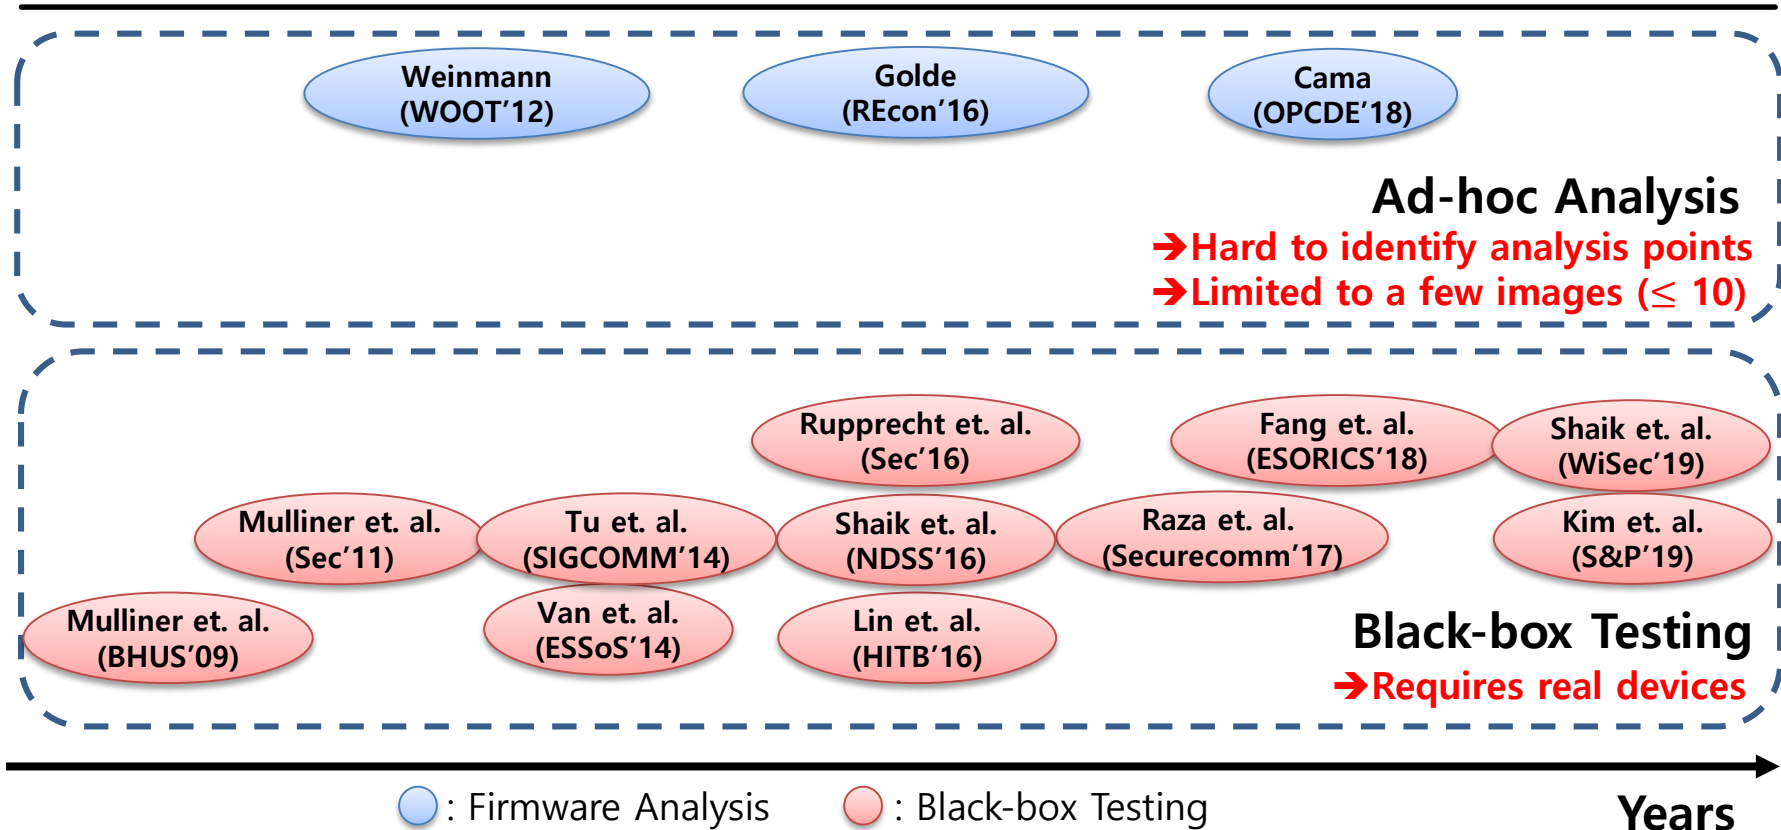 Weinmann
(WOOT’12)
Golde
(REcon’16)
Cama
(OPCDE’18)
Ad-hoc Analysis
➔Hard to identify analysis points
➔Limited to a few images (≤ 10)
Rupprecht et. al.
(Sec’16)
Fang et. al.
(ESORICS’18)
Shaik et. al.
(WiSec’19)
Mulliner et. al.
(Sec’11)
Tu et. al.
(SIGCOMM’14)
Shaik et. al.
(NDSS’16)
Raza et. al.
(Securecomm’17)
Kim et. al.
(S&P’19)
Mulliner et. al.
(BHUS’09)
Van et. al.
(ESSoS’14)
Lin et. al.
(HITB’16)
Black-box Testing
➔Requires real devices
: Firmware Analysis
: Black-box Testing
Years